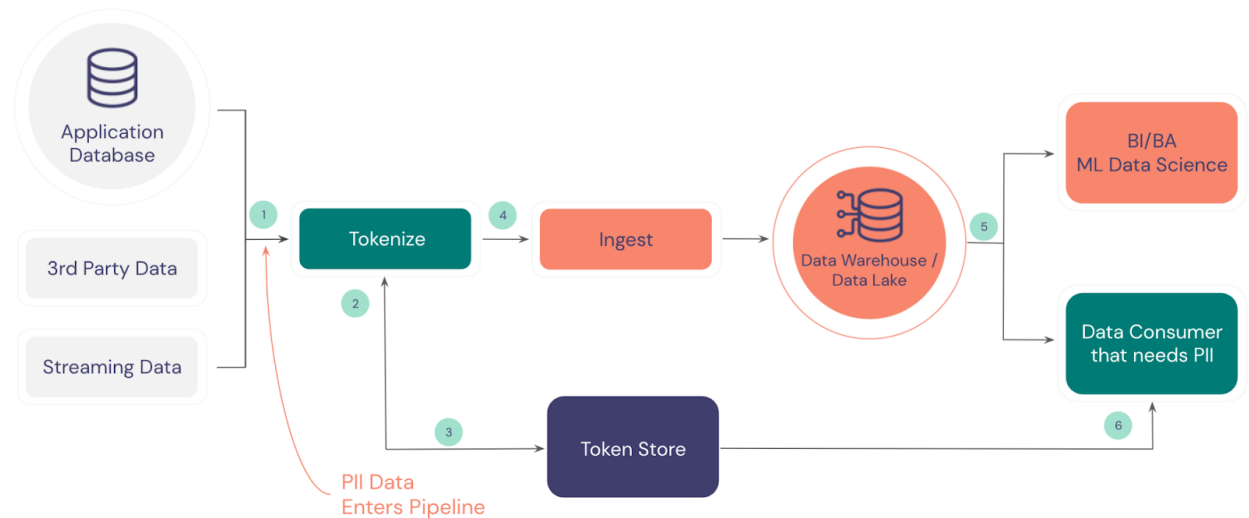 Application
Database
3rd Party Data
Streaming Data
1
Tokenize
2
3
4
Ingest
Data Warehouse /
Data Lake
5
BI/BA
ML Data Science
Data Consumer
that needs PII
Token Store
6
PII Data
Enters Pipeline